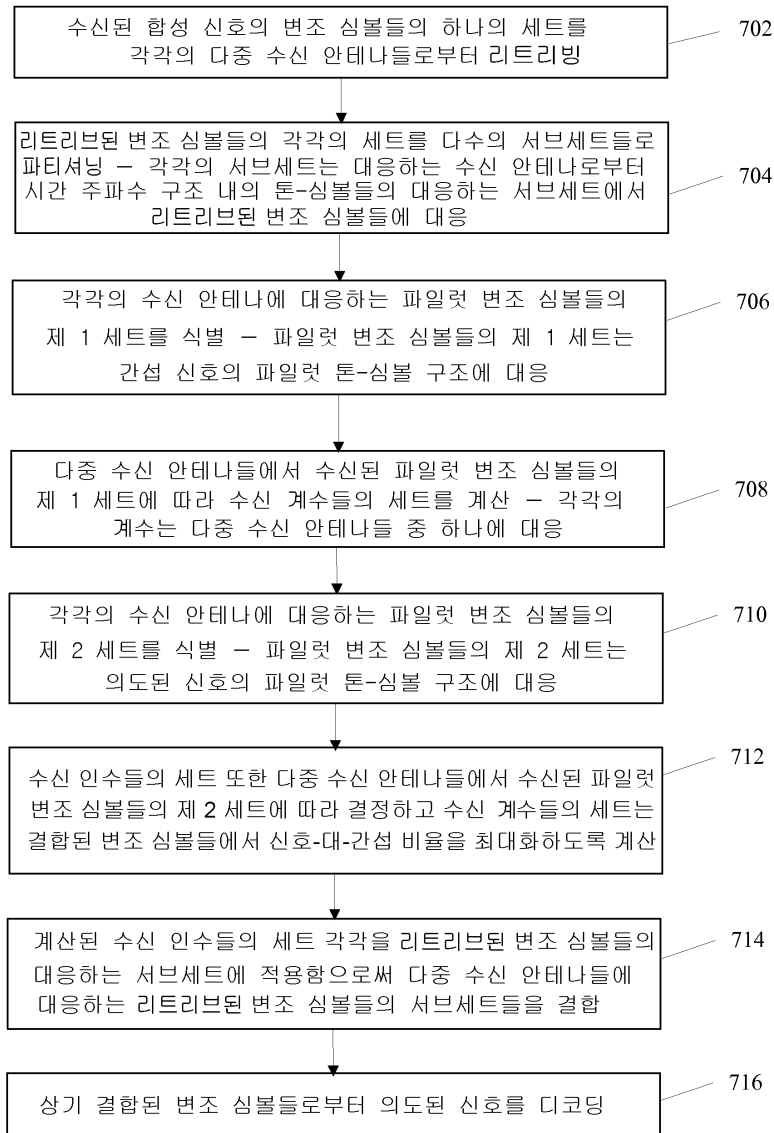 수신된 합성 신호의 변조 심볼들의 하나의 세트를
각각의 다중 수신 안테나들로부터 리트리빙
702
리트리브된 변조 심볼들의 각각의 세트를 다수의 서브세트들로
파티셔닝 – 각각의 서브세트는 대응하는 수신 안테나로부터
시간 주파수 구조 내의 톤-심볼들의 대응하는 서브세트에서
리트리브된 변조 심볼들에 대응
704
각각의 수신 안테나에 대응하는 파일럿 변조 심볼들의
제 1 세트를 식별 – 파일럿 변조 심볼들의 제 1 세트는
간섭 신호의 파일럿 톤-심볼 구조에 대응
706
다중 수신 안테나들에서 수신된 파일럿 변조 심볼들의
제 1 세트에 따라 수신 계수들의 세트를 계산 – 각각의
계수는 다중 수신 안테나들 중 하나에 대응
708
각각의 수신 안테나에 대응하는 파일럿 변조 심볼들의
제 2 세트를 식별 – 파일럿 변조 심볼들의 제 2 세트는
의도된 신호의 파일럿 톤-심볼 구조에 대응
710
수신 인수들의 세트 또한 다중 수신 안테나들에서 수신된 파일럿
변조 심볼들의 제 2 세트에 따라 결정하고 수신 계수들의 세트는
결합된 변조 심볼들에서 신호-대-간섭 비율을 최대화하도록 계산
712
계산된 수신 인수들의 세트 각각을 리트리브된 변조 심볼들의
대응하는 서브세트에 적용함으로써 다중 수신 안테나들에
대응하는 리트리브된 변조 심볼들의 서브세트들을 결합
714
상기 결합된 변조 심볼들로부터 의도된 신호를 디코딩
716